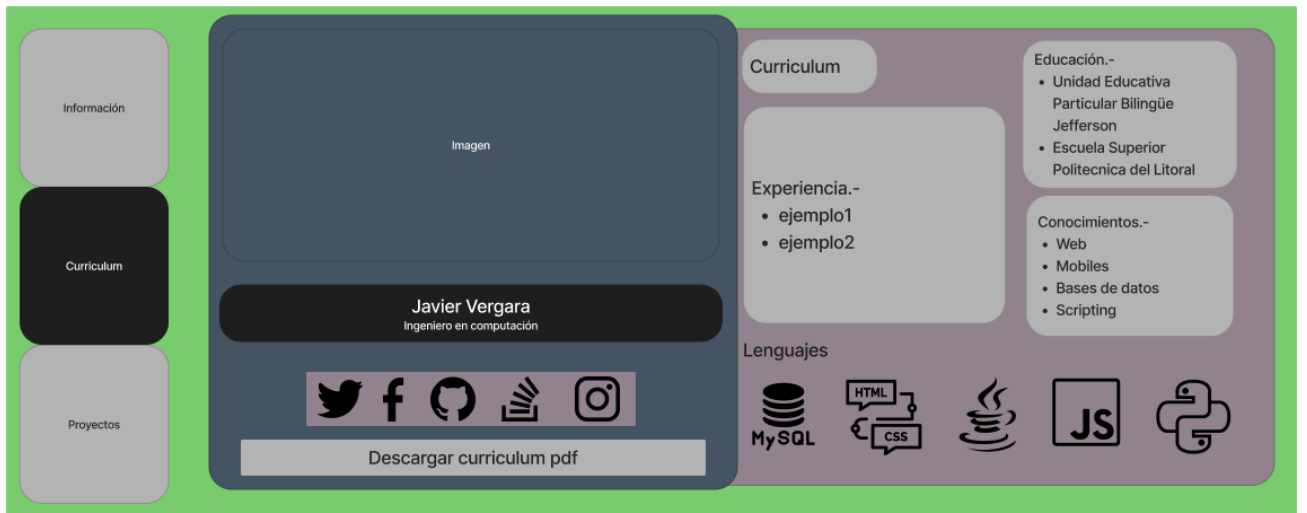 Información
Curriculum
Proyectos
Imagen
Javier Vergara
Ingeniero en computación
Descargar curriculum pdf
Curriculum
Experiencia.-
• ejemplo1
• ejemplo2
Educación.-
• Unidad Educativa
Particular Bilingüe
Jefferson
• Escuela Superior
Politecnica del Litoral
Conocimientos.-
• Web
• Mobiles
• Bases de datos
• Scripting
Lenguajes
MySQL
HTML
CSS
JS